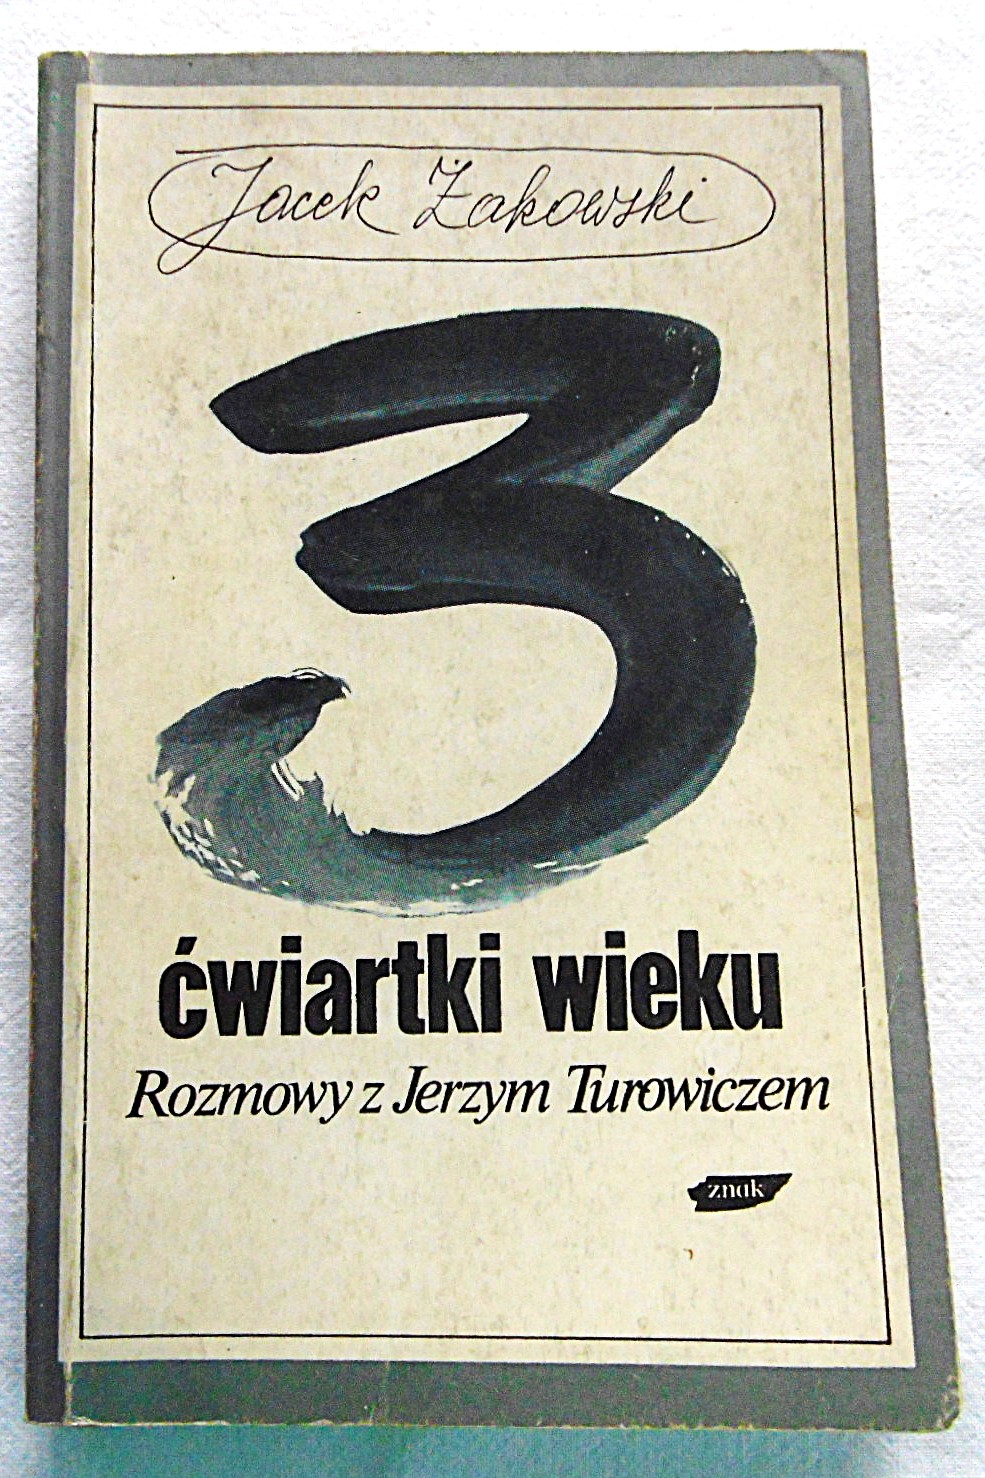 Jacek Żakowski
3
ćwiartki wieku
Rozmowy z Jerzym Turowiczem
znak